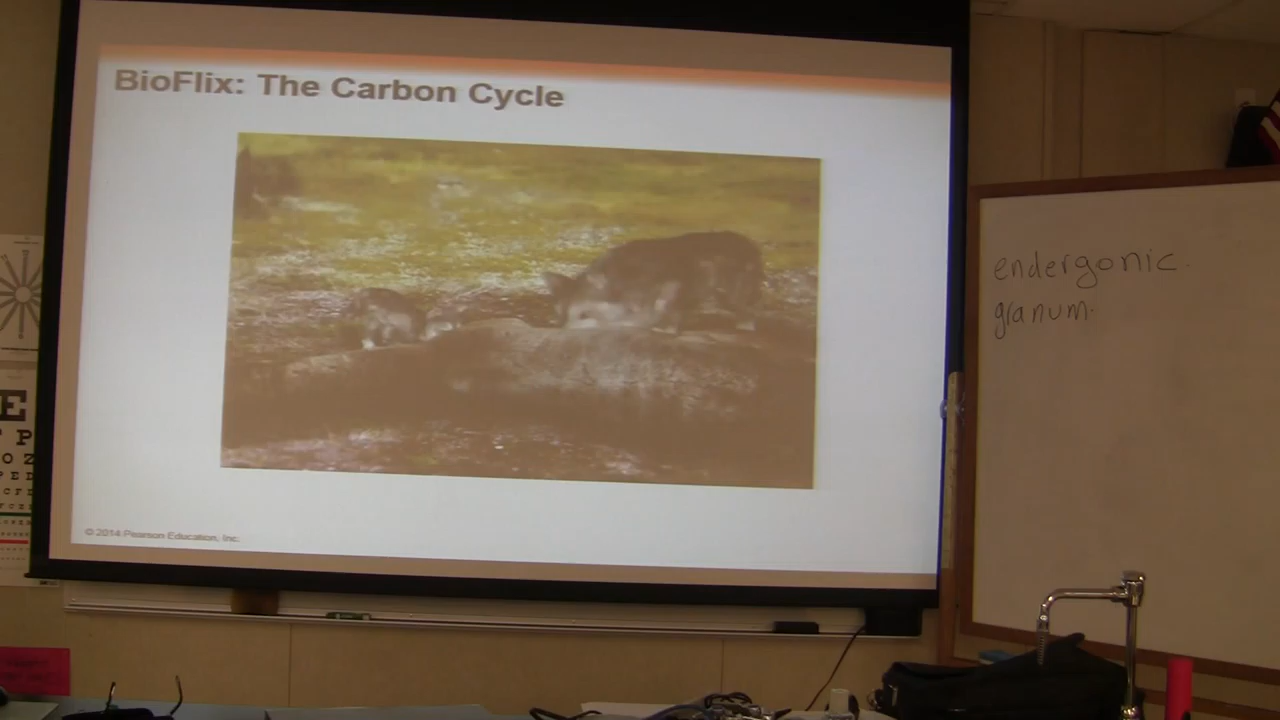 BioFlix: The Carbon Cycle
endergonic.
granum.
© 2014 Pearson Education, Inc.
E
P
O Z
P E D